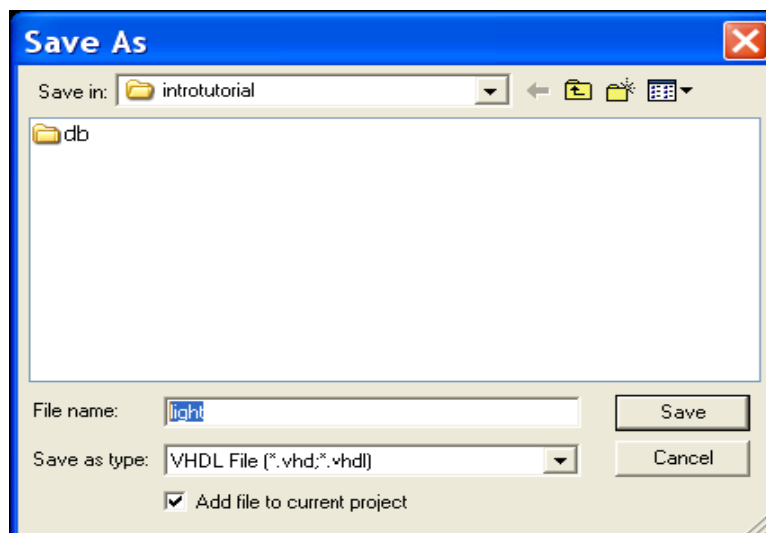 Save As
Save in: introtutorial
db
File name: light Save
Save as type: VHDL File (*.vhd;*.vhdl) Cancel
Add file to current project